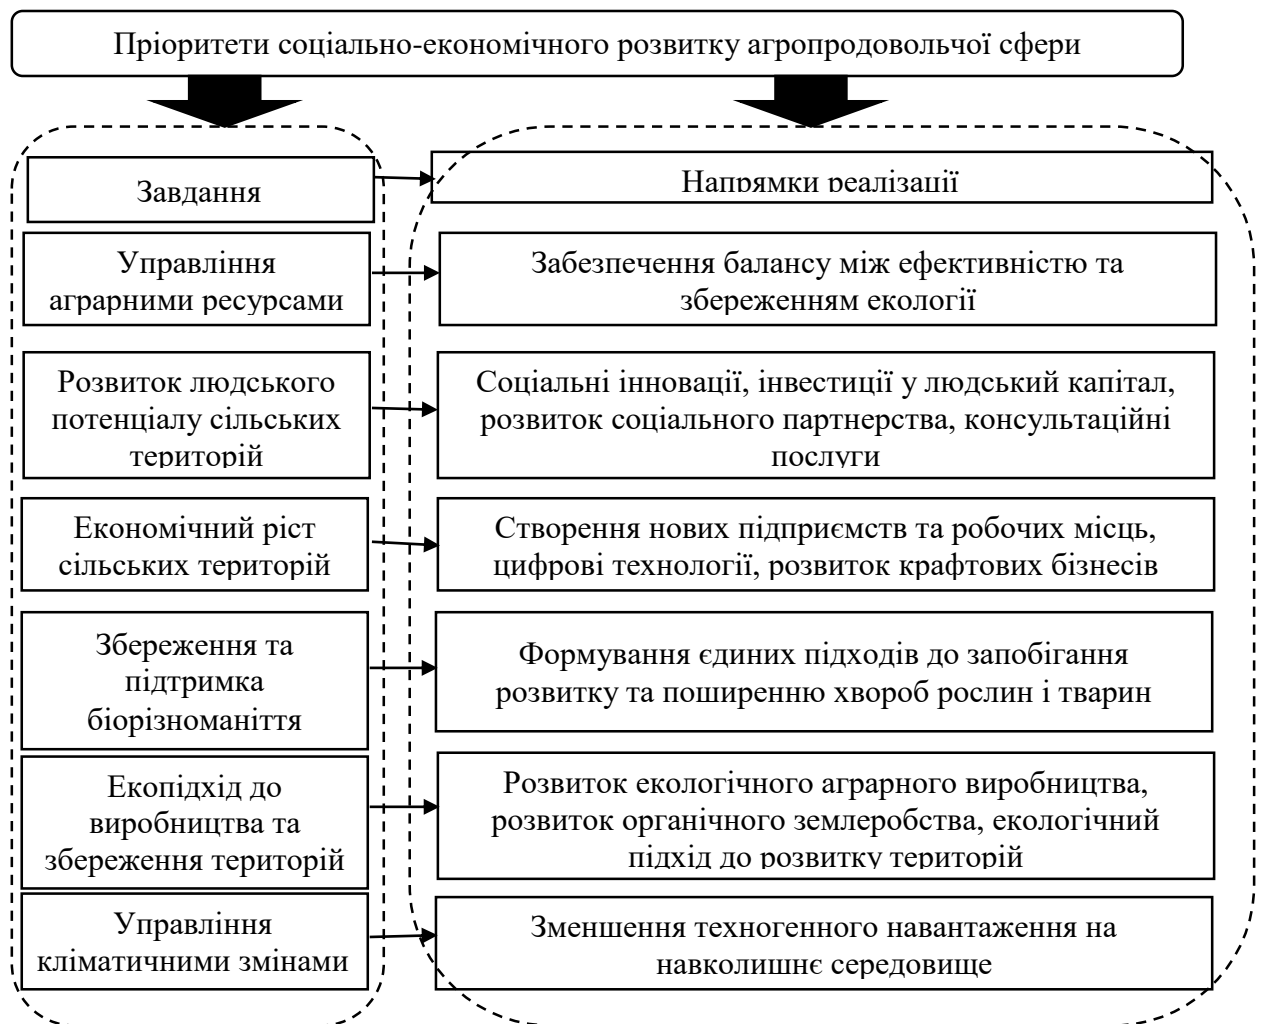 Пріоритети соціально-економічного розвитку агропродовольчої сфери
Завдання
Напрямки реалізації
Управління
аграрними ресурсами
Забезпечення балансу між ефективністю та
збереженням екології
Розвиток людського
потенціалу сільських
територій
Соціальні інновації, інвестиції у людський капітал,
розвиток соціального партнерства, консультаційні
послуги
Економічний ріст
сільських територій
Створення нових підприємств та робочих місць,
цифрові технології, розвиток крафтових бізнесів
Збереження та
підтримка
біорізноманіття
Формування єдиних підходів до запобігання
розвитку та поширенню хвороб рослин і тварин
Екопідхід до
виробництва та
збереження територій
Розвиток екологічного аграрного виробництва,
розвиток органічного землеробства, екологічний
підхід до розвитку територій
Управління
кліматичними змінами
Зменшення техногенного навантаження на
навколишнє середовище